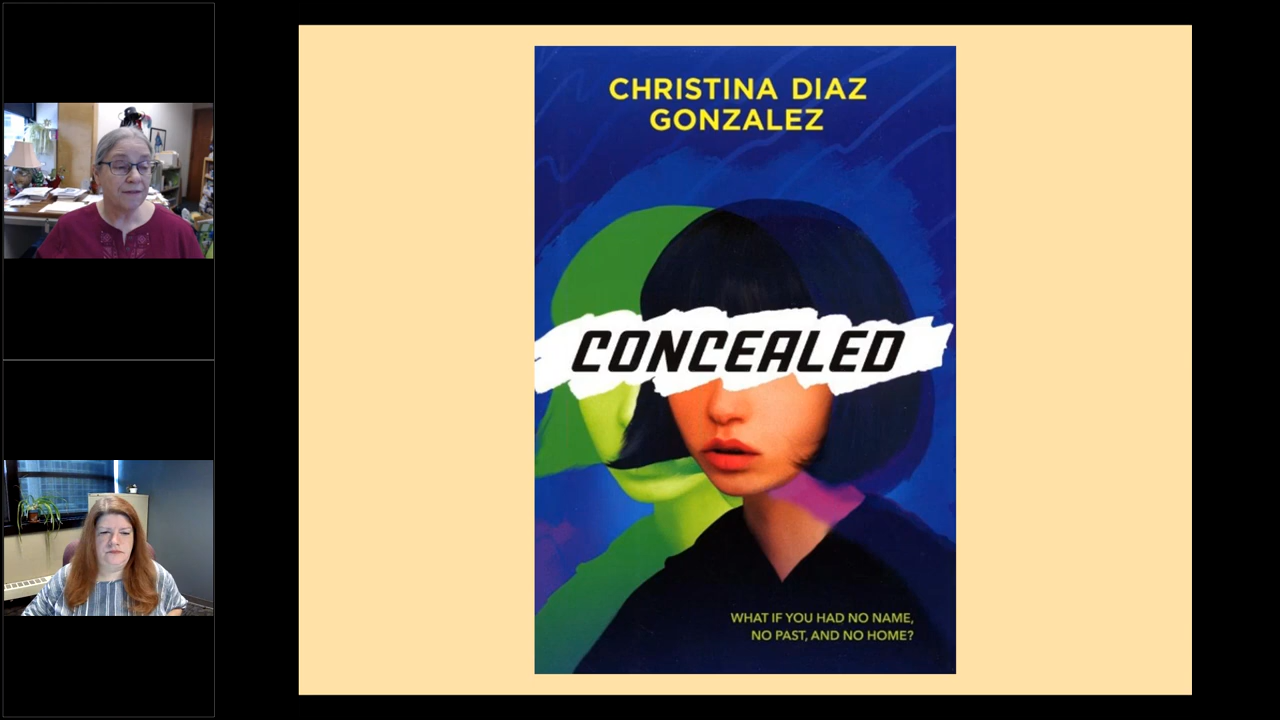 CHRISTINA DIAZ
GONZALEZ
CONCEALED
WHAT IF YOU HAD NO NAME,
NO PAST, AND NO HOME?